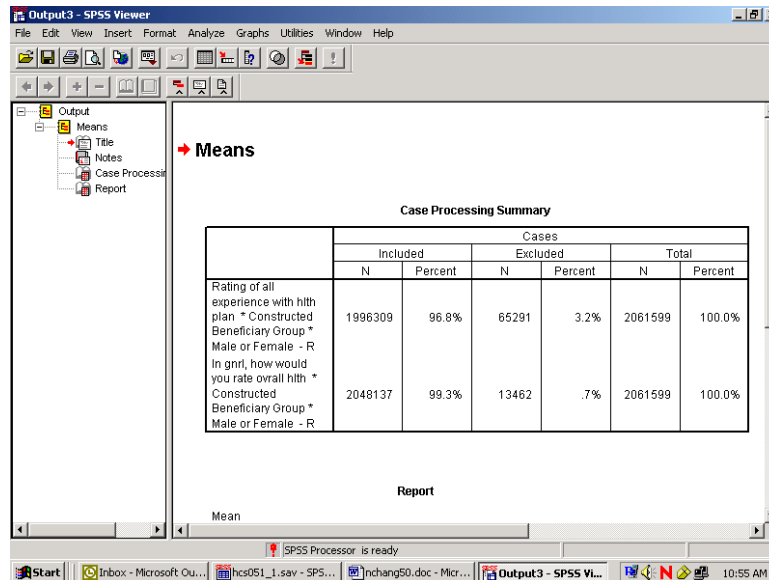 Output3 - SPSS Viewer
File Edit View Insert Format Analyze Graphs Utilities Window Help
Output
Means
Title
Notes
Case Processin
Report
Means
Case Processing Summary
Cases
Included Excluded Total
N Percent N Percent N Percent
Rating of all
experience with hlth
plan * Constructed
Beneficiary Group *
Male or Female - R
1996309 96.8% 65291 3.2% 2061599 100.0%
In gnrl, how would
you rate ovrall hlth *
Constructed
Beneficiary Group *
Male or Female - R
2048137 99.3% 13462 .7% 2061599 100.0%
Report
Mean
SPSS Processor is ready
Start Inbox - Microsoft Ou... hcs051_1.sav - SPS... nchang50.doc - Micr... Output3 - SPSS Vi... N 10:55 AM